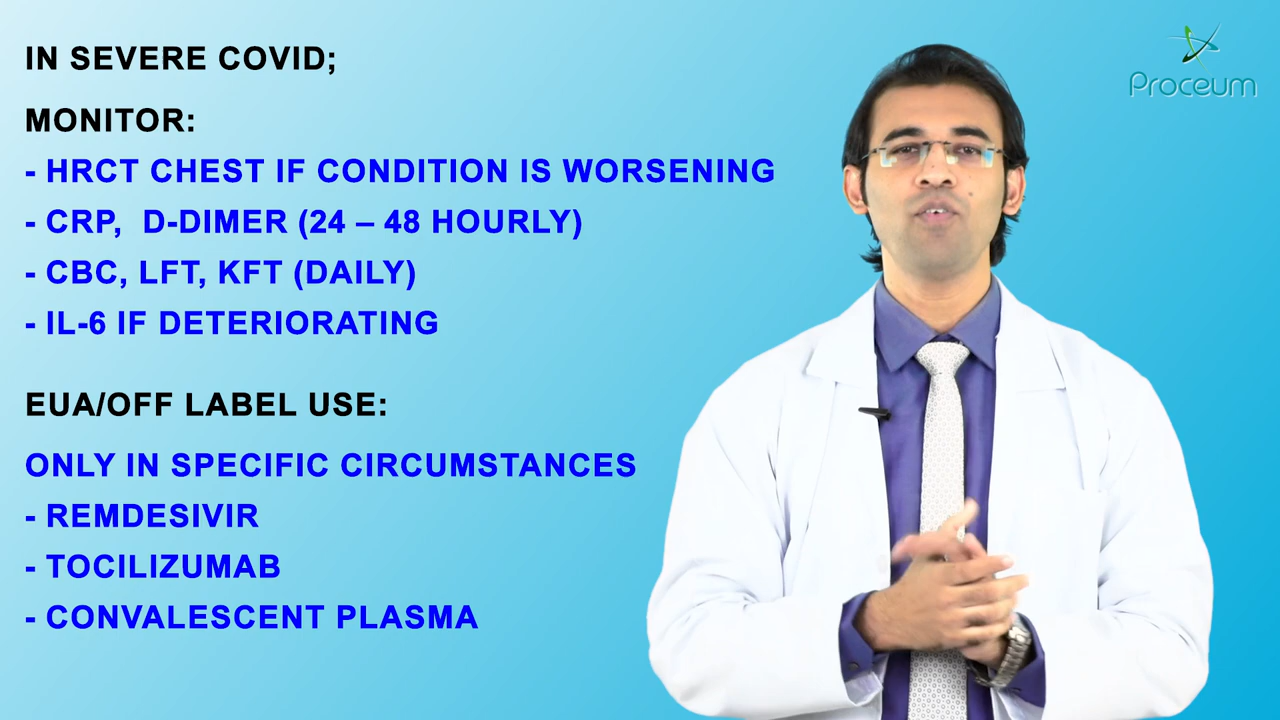 IN SEVERE COVID;
MONITOR:
- HRCT CHEST IF CONDITION IS WORSENING
- CRP, D-DIMER (24 – 48 HOURLY)
- CBC, LFT, KFT (DAILY)
- IL-6 IF DETERIORATING
EUA/OFF LABEL USE:
ONLY IN SPECIFIC CIRCUMSTANCES
- REMDESIVIR
- TOCILIZUMAB
- CONVALESCENT PLASMA
Proceum